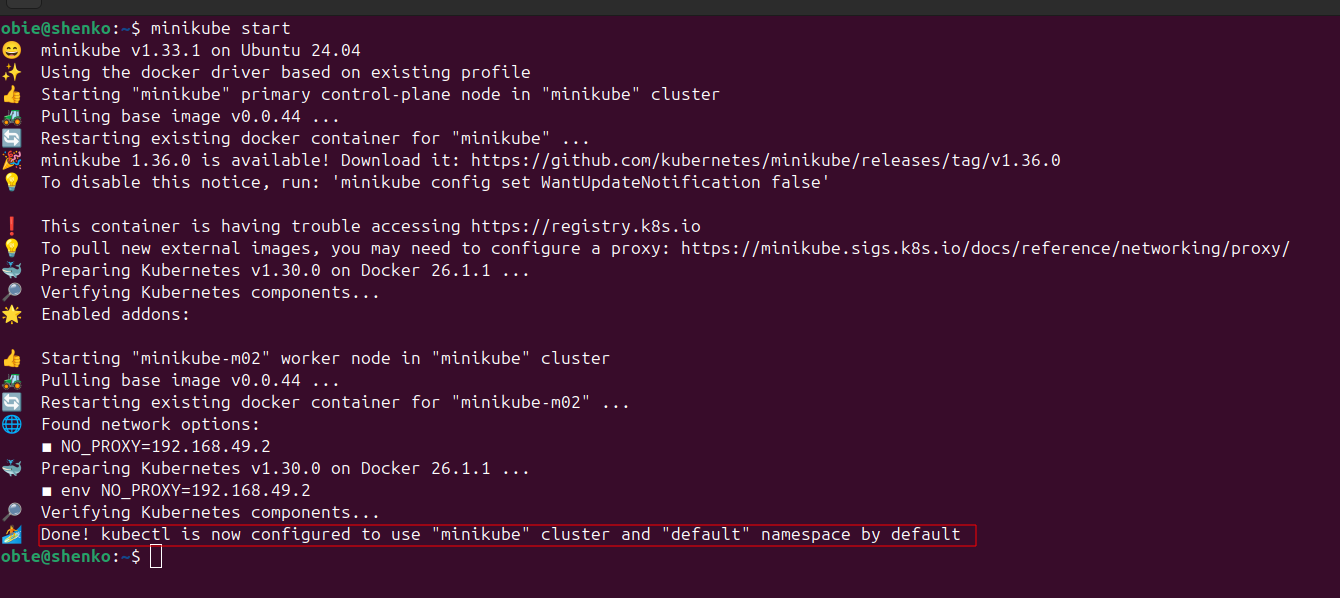 obie@shenko:~$ minikube start
😄 minikube v1.33.1 on Ubuntu 24.04
✨ Using the docker driver based on existing profile
👍 Starting "minikube" primary control-plane node in "minikube" cluster
🚜 Pulling base image v0.0.44 ...
🔄 Restarting existing docker container for "minikube" ...
🎉 minikube 1.36.0 is available! Download it: https://github.com/kubernetes/minikube/releases/tag/v1.36.0
💡 To disable this notice, run: 'minikube config set WantUpdateNotification false'
❗ This container is having trouble accessing https://registry.k8s.io
💡 To pull new external images, you may need to configure a proxy: https://minikube.sigs.k8s.io/docs/reference/networking/proxy/
🐳 Preparing Kubernetes v1.30.0 on Docker 26.1.1 ...
🔎 Verifying Kubernetes components...
🌟 Enabled addons:
👍 Starting "minikube-m02" worker node in "minikube" cluster
🚜 Pulling base image v0.0.44 ...
🔄 Restarting existing docker container for "minikube-m02" ...
🌐 Found network options:
▪ NO_PROXY=192.168.49.2
🐳 Preparing Kubernetes v1.30.0 on Docker 26.1.1 ...
▪ env NO_PROXY=192.168.49.2
🔎 Verifying Kubernetes components...
🏄 Done! kubectl is now configured to use "minikube" cluster and "default" namespace by default
obie@shenko:~$